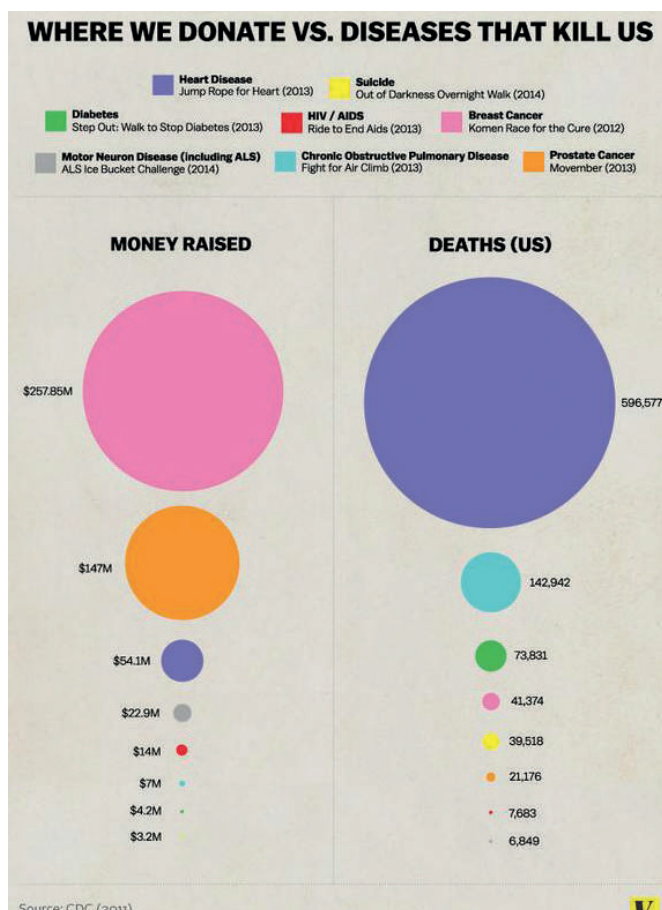 WHERE WE DONATE VS. DISEASES THAT KILL US
Heart Disease
Jump Rope for Heart (2013)
Suicide
Out of Darkness Overnight Walk (2014)
Diabetes
Step Out: Walk to Stop Diabetes (2013)
HIV / AIDS
Ride to End Aids (2013)
Breast Cancer
Komen Race for the Cure (2012)
Motor Neuron Disease (including ALS)
ALS Ice Bucket Challenge (2014)
Chronic Obstructive Pulmonary Disease
Fight for Air Climb (2013)
Prostate Cancer
Movember (2013)
MONEY RAISED
$257.85M
$147M
$54.1M
$22.9M
$14M
$7M
$4.2M
$3.2M
DEATHS (US)
596,577
142,942
73,831
41,374
39,518
21,176
7,683
6,849
Source: CDC (2011)
V